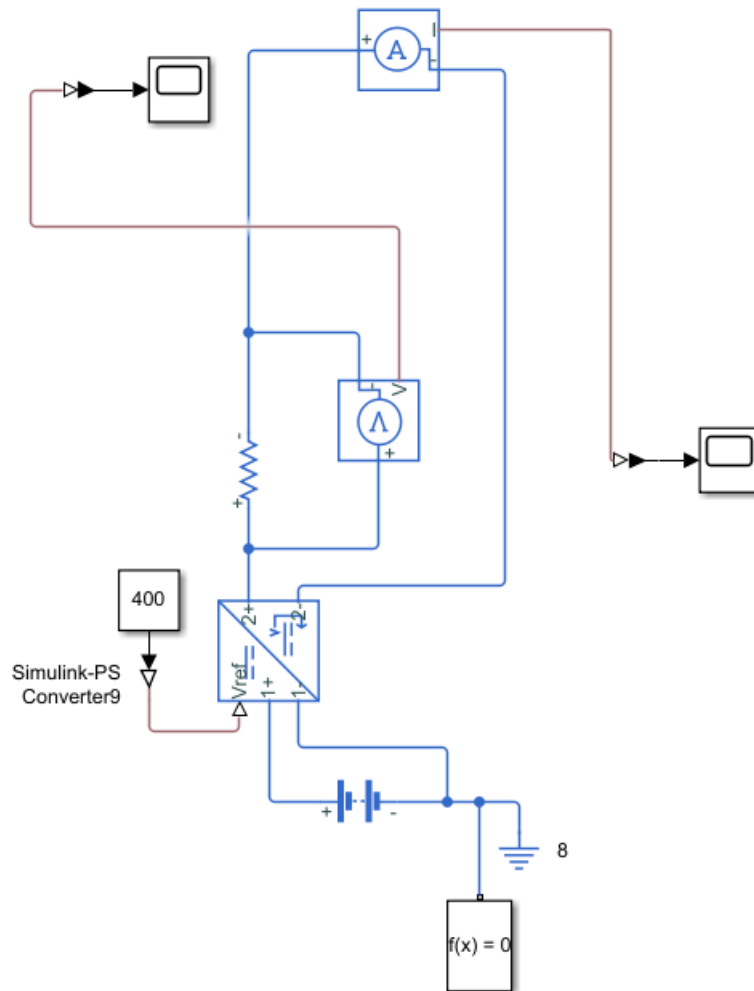 +
A
I
-
-
V
V
+
-
+
400
2+
2-
Simulink-PS
Converter9
Vref
1+
1-
+
-
8
f(x) = 0